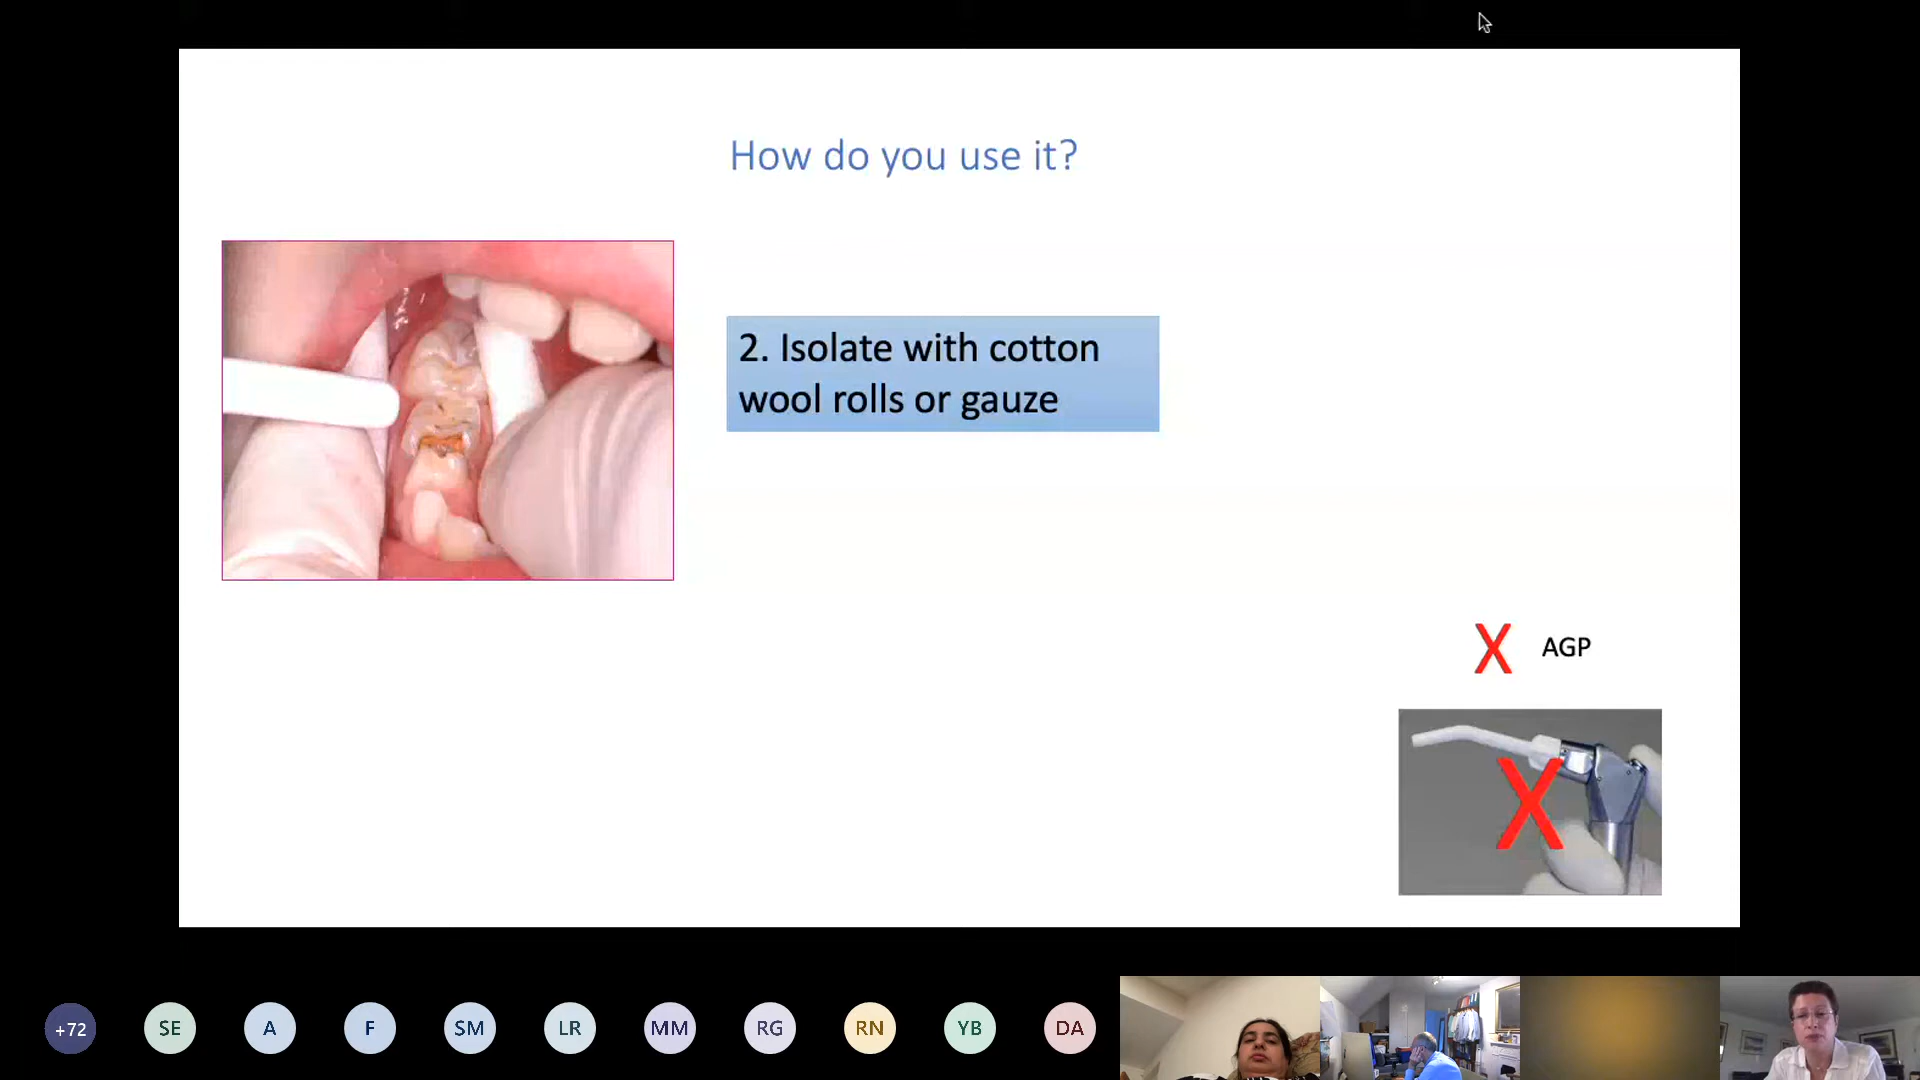 How do you use it?
2. Isolate with cotton
wool rolls or gauze
X AGP
X
+72 SE A F SM LR MM RG RN YB DA